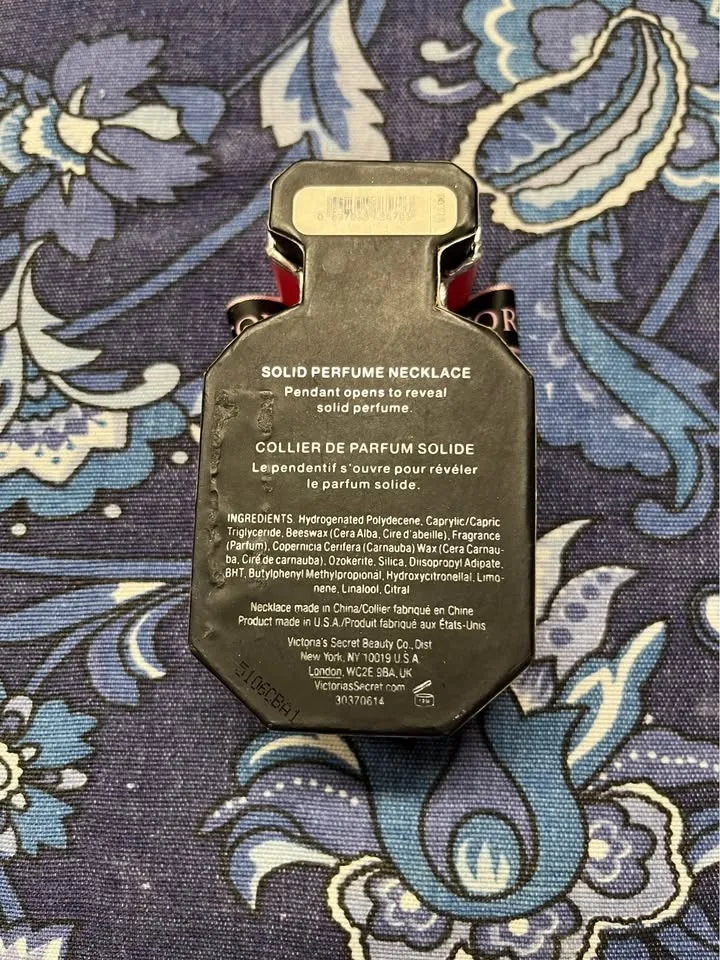 OR
SOLID PERFUME NECKLACE
Pendant opens to reveal
solid perfume.
COLLIER DE PARFUM SOLIDE
Le pendentif s'ouvre pour révéler
le parfum solide.
INGREDIENTS: Hydrogenated Polydecene, Caprylic/Capric
Triglyceride, Beeswax (Cera Alba, Cire d'abeille), Fragrance
(Parfum), Copernicia Cerifera (Carnauba) Wax (Cera Carnau-
ba, Cire de carnauba), Ozokerite, Silica, Diisopropyl Adipate,
BHT, Butylphenyl Methylpropional, Hydroxycitronellal, Limo-
nene, Linalool, Citral
Necklace made in China/Collier fabriqué en Chine
Product made in U.S.A./Produit fabriqué aux États-Unis
Victoria's Secret Beauty Co., Dist
New York, NY 10019 U.S.A
London, WC2E 9BA, UK
VictoriasSecret.com
30370614
5106CBA1